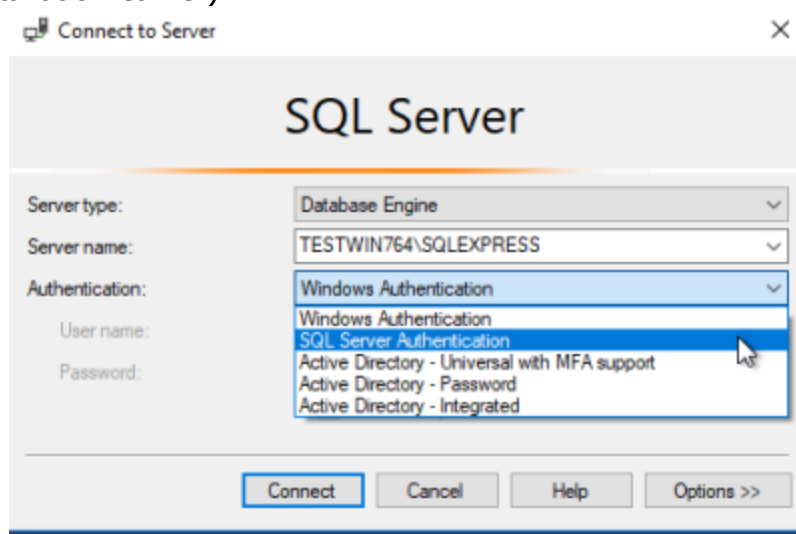 Connect to Server
SQL Server
Server type: Database Engine
Server name: TESTWIN764\SQLEXPRESS
Authentication: Windows Authentication
Windows Authentication
User name:
SQL Server Authentication
Active Directory - Universal with MFA support
Password:
Active Directory - Password
Active Directory - Integrated
Connect Cancel Help Options >>